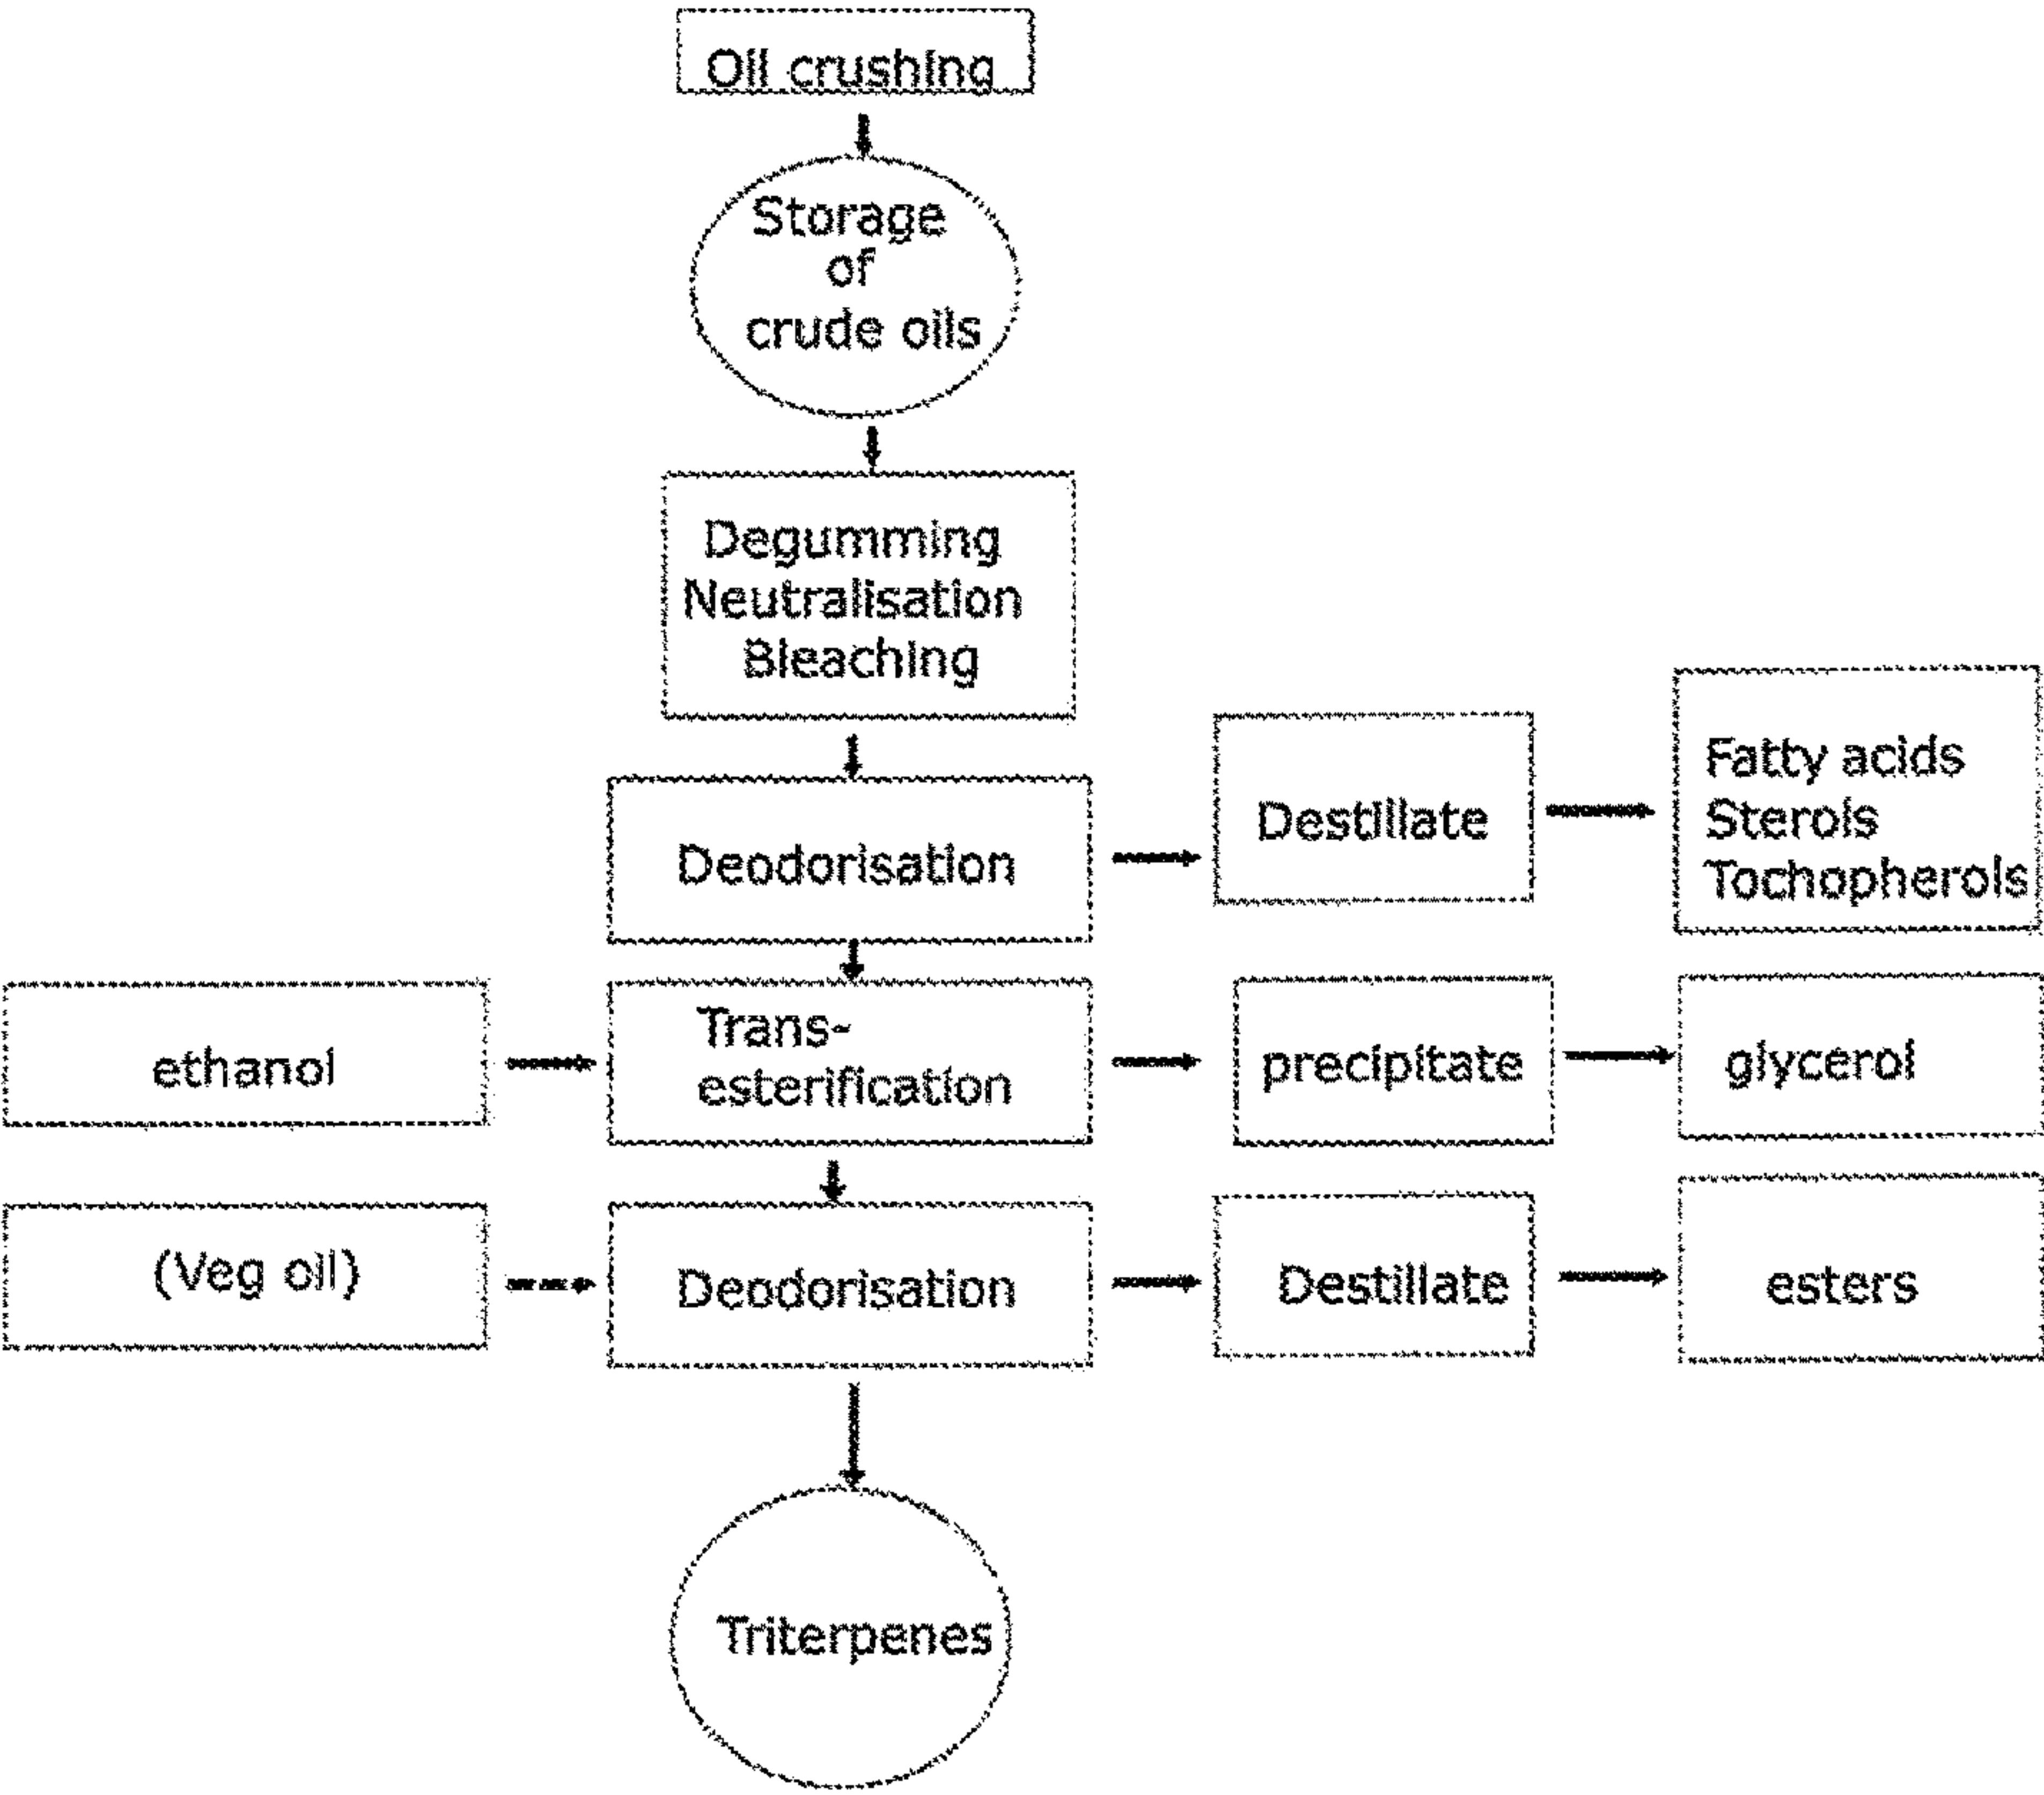 Oil crushing
Storage
of
crude oils
Degumming
Neutralisation
Bleaching
Deodorisation
Destillate
Fatty acids
Sterols
Tochopherols
ethanol
Trans-
esterification
precipitate
glycerol
(Veg oil)
Deodorisation
Destillate
esters
Triterpenes